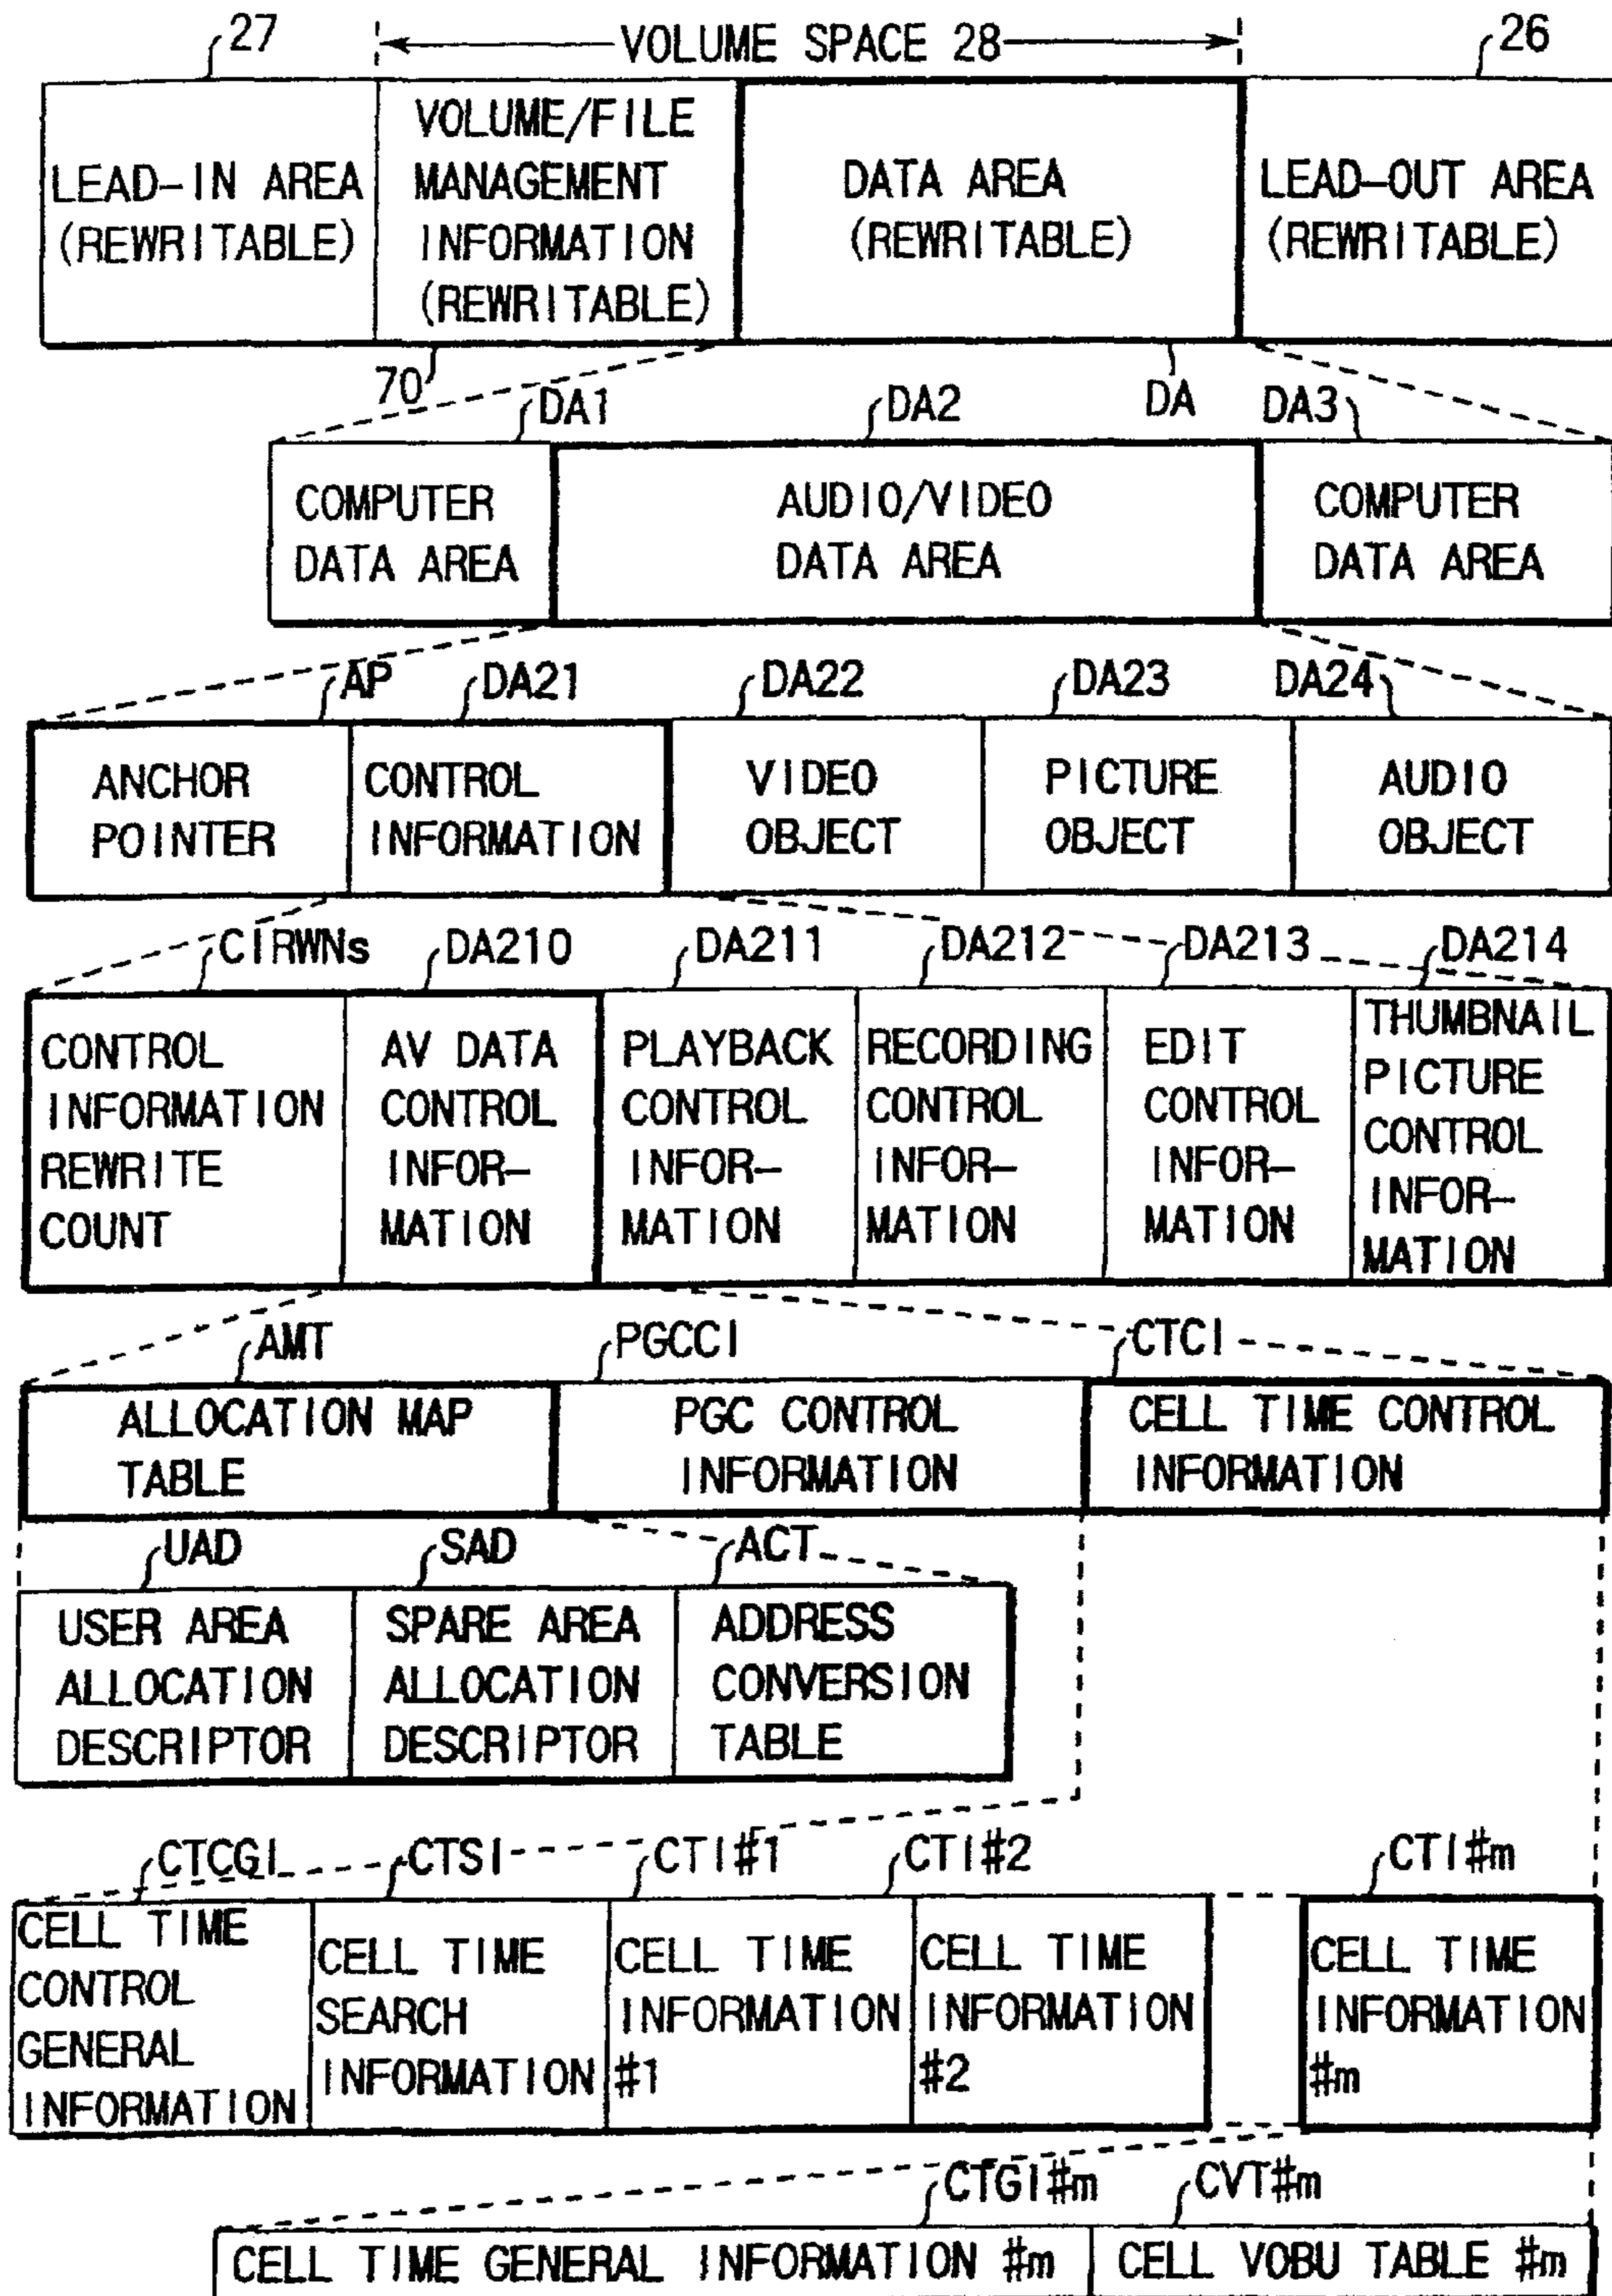 27
VOLUME SPACE 28
26
LEAD-IN AREA
(REWRITABLE)
VOLUME/FILE
MANAGEMENT
INFORMATION
(REWRITABLE)
DATA AREA
(REWRITABLE)
LEAD-OUT AREA
(REWRITABLE)
70
DA
DA1
DA2
DA3
COMPUTER
DATA AREA
AUDIO/VIDEO
DATA AREA
COMPUTER
DATA AREA
AP
DA21
DA22
DA23
DA24
ANCHOR
POINTER
CONTROL
INFORMATION
VIDEO
OBJECT
PICTURE
OBJECT
AUDIO
OBJECT
CIRWNs
DA210
DA211
DA212
DA213
DA214
CONTROL
INFORMATION
REWRITE
COUNT
AV DATA
CONTROL
INFOR-
MATION
PLAYBACK
CONTROL
INFOR-
MATION
RECORDING
CONTROL
INFOR-
MATION
EDIT
CONTROL
INFOR-
MATION
THUMBNAIL
PICTURE
CONTROL
INFOR-
MATION
AMT
PGCCI
CTCI
ALLOCATION MAP
TABLE
PGC CONTROL
INFORMATION
CELL TIME CONTROL
INFORMATION
UAD
SAD
ACT
USER AREA
ALLOCATION
DESCRIPTOR
SPARE AREA
ALLOCATION
DESCRIPTOR
ADDRESS
CONVERSION
TABLE
CTCGI
CTSI
CTI#1
CTI#2
CTI#m
CELL TIME
CONTROL
GENERAL
INFORMATION
CELL TIME
SEARCH
INFORMATION
CELL TIME
INFORMATION
#1
CELL TIME
INFORMATION
#2
CELL TIME
INFORMATION
#m
CTGI#m
CVT#m
CELL TIME GENERAL INFORMATION #m
CELL VOBU TABLE #m